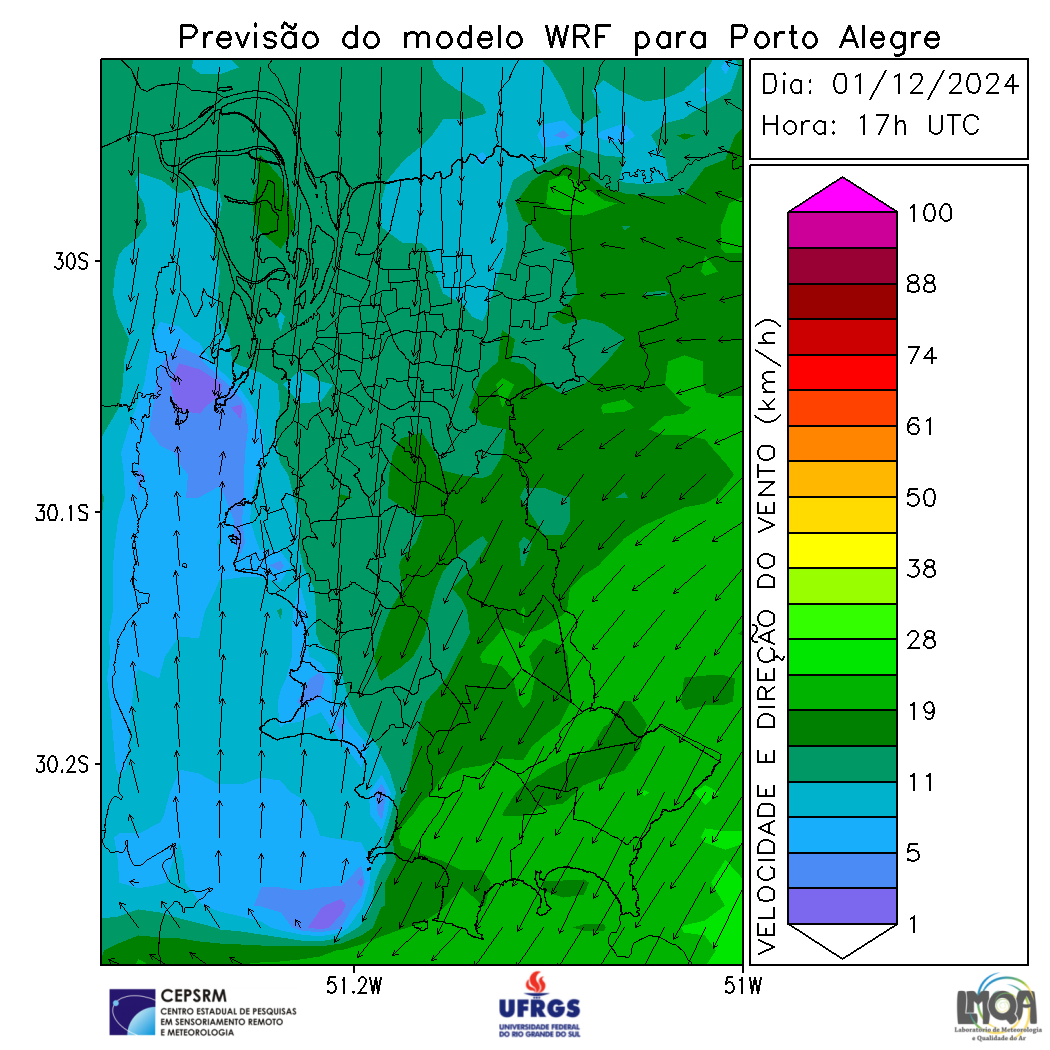 Previsão do modelo WRF para Porto Alegre
Dia: 01/12/2024
Hora: 17h UTC
30S
30.1S
30.2S
51.2W
51W
VELOCIDADE E DIREÇÃO DO VENTO (km/h)
100
88
74
61
50
38
28
19
11
5
1
CEPSRM
CENTRO ESTADUAL DE PESQUISAS
EM SENSORIAMENTO REMOTO
E METEOROLOGIA
UFRGS
UNIVERSIDADE FEDERAL
DO RIO GRANDE DO SUL
LMQA
Laboratório de Meteorologia
e Qualidade do Ar